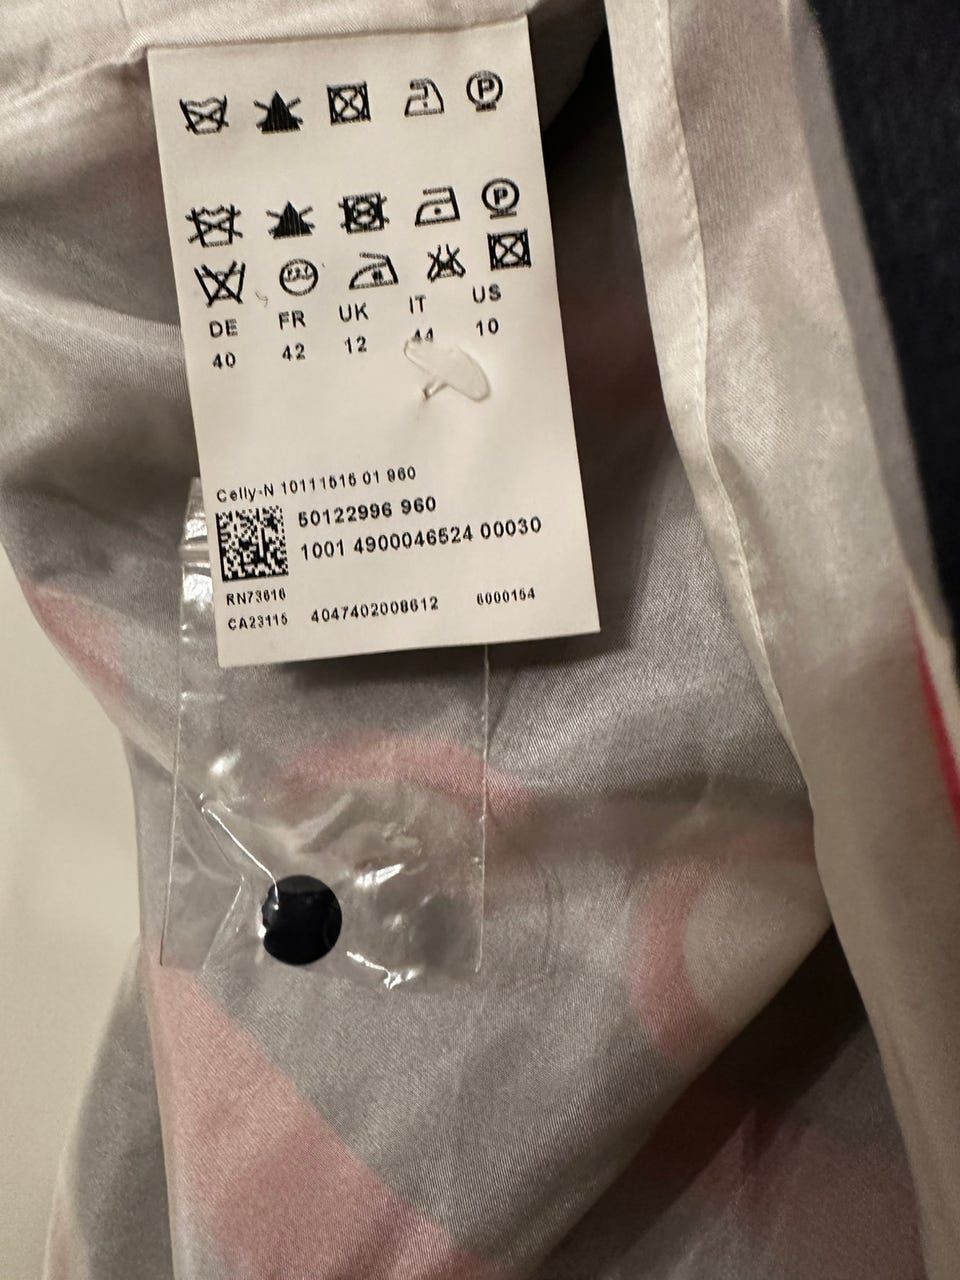 P
P
DE FR UK IT US
40 42 12 44 10
Celly-N 10111515 01 960
50122996 960
1001 4900046524 00030
RN73616
CA23115 4047402008612 6000154